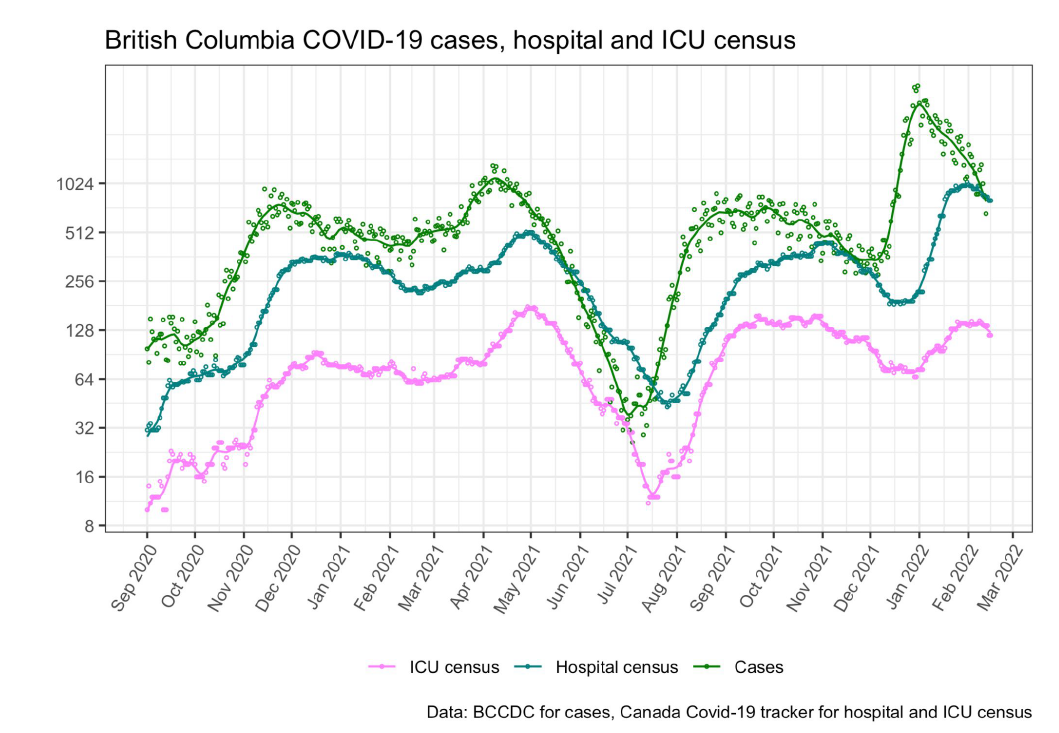 British Columbia COVID-19 cases, hospital and ICU census
1024
512
256
128
64
32
16
8
Sep 2020 Oct 2020 Nov 2020 Dec 2020 Jan 2021 Feb 2021 Mar 2021 Apr 2021 May 2021 Jun 2021 Jul 2021 Aug 2021 Sep 2021 Oct 2021 Nov 2021 Dec 2021 Jan 2022 Feb 2022 Mar 2022
ICU census Hospital census Cases
Data: BCCDC for cases, Canada Covid-19 tracker for hospital and ICU census